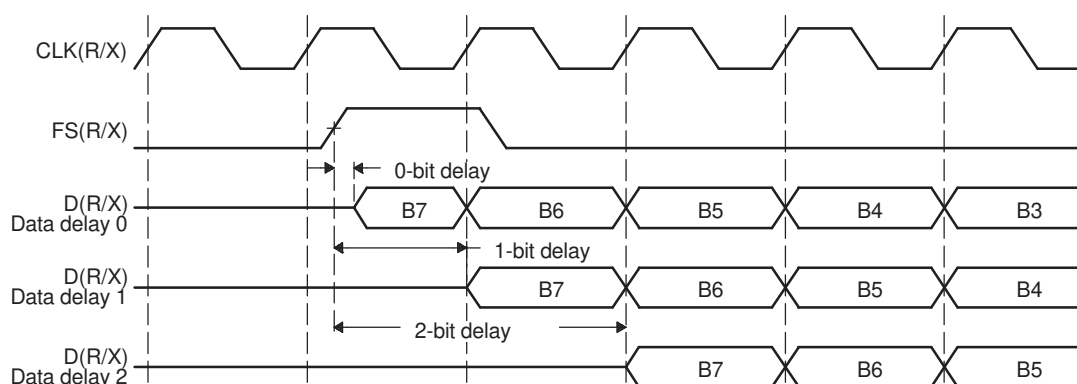 CLK(R/X)
FS(R/X)
0-bit delay
D(R/X)
Data delay 0
B7 B6 B5 B4 B3
1-bit delay
D(R/X)
Data delay 1
B7 B6 B5 B4
2-bit delay
D(R/X)
Data delay 2
B7 B6 B5